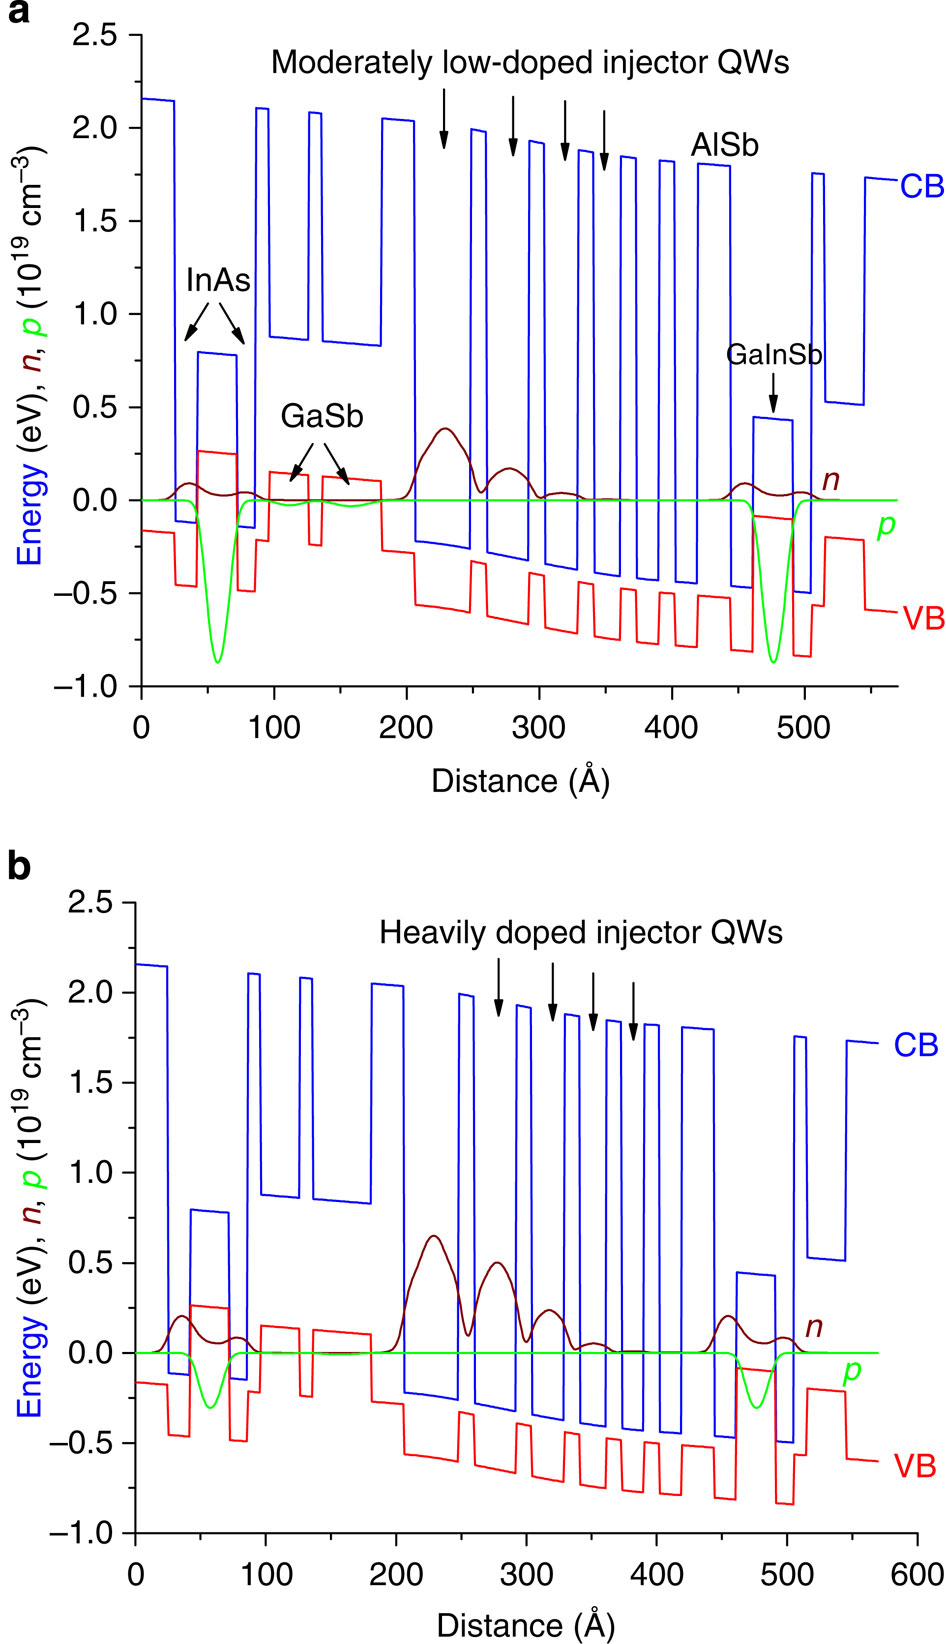 a
Moderately low-doped injector QWs
AlSb
CB
InAs
GaInSb
GaSb
n
p
VB
Energy (eV), n, p (10¹⁹ cm⁻³)
2.5
2.0
1.5
1.0
0.5
0.0
−0.5
−1.0
0 100 200 300 400 500
Distance (Å)
b
Heavily doped injector QWs
CB
n
p
VB
Energy (eV), n, p (10¹⁹ cm⁻³)
2.5
2.0
1.5
1.0
0.5
0.0
−0.5
−1.0
0 100 200 300 400 500 600
Distance (Å)